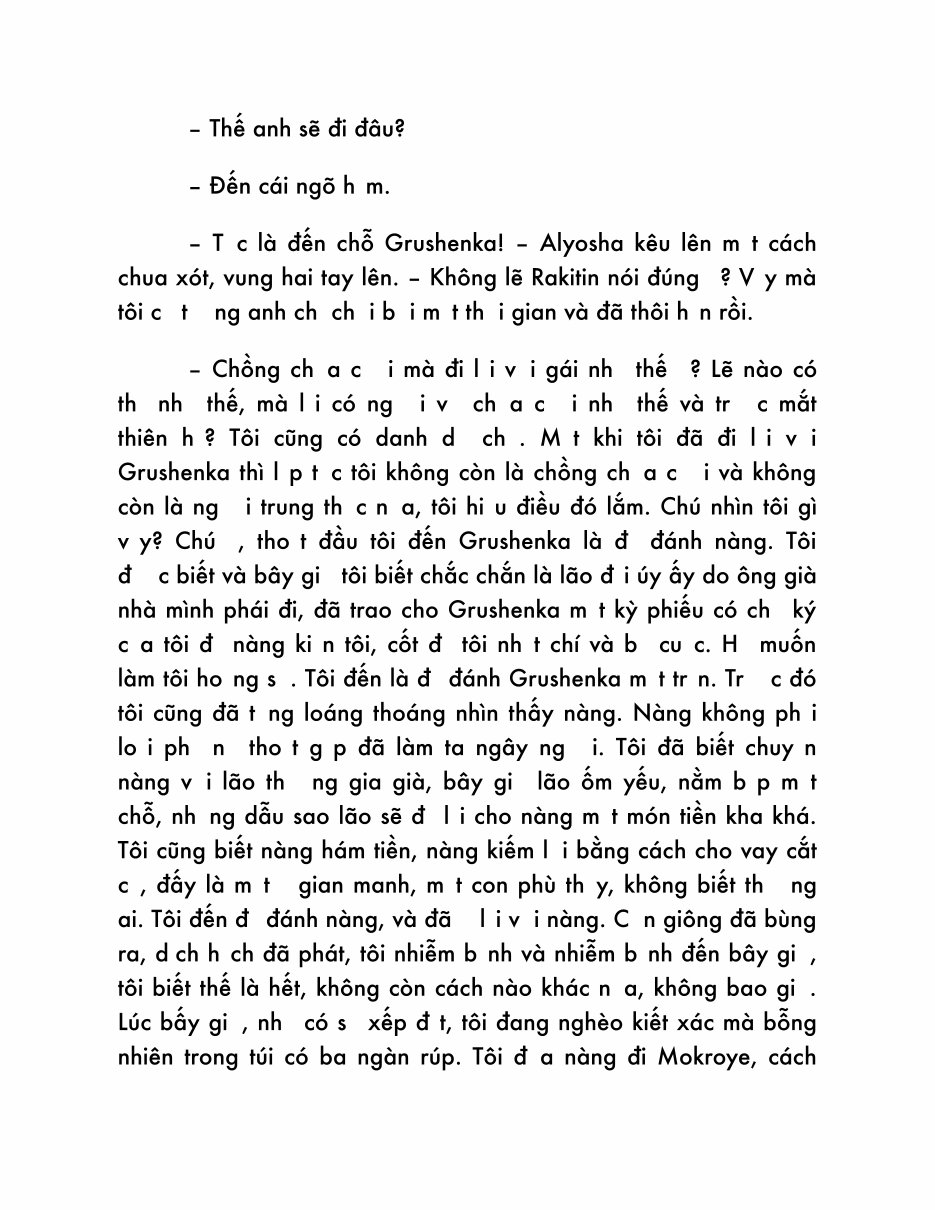 – Thế anh sẽ đi đâu?
– Đến cái ngõ h m.
– T c là đến chỗ Grushenka! – Alyosha kêu lên m t cách
chua xót, vung hai tay lên. – Không lẽ Rakitin nói đúng ? V y mà
tôi c t ng anh ch ch i b i m t th i gian và đã thôi h n rồi.
– Chồng ch a c i mà đi l i v i gái nh thế ? Lẽ nào có
th nh thế, mà l i có ng i v ch a c i nh thế và tr c mắt
thiên h ? Tôi cũng có danh d ch . M t khi tôi đã đi l i v i
Grushenka thì l p t c tôi không còn là chồng ch a c i và không
còn là ng i trung th c n a, tôi hi u điều đó lắm. Chú nhìn tôi gì
v y? Chú , tho t đầu tôi đến Grushenka là đ đánh nàng. Tôi
đ c biết và bây gi tôi biết chắc chắn là lão đ i úy ấy do ông già
nhà mình phái đi, đã trao cho Grushenka m t kỳ phiếu có ch ký
c a tôi đ nàng ki n tôi, cốt đ tôi nh t chí và b cu c. H muốn
làm tôi ho ng s . Tôi đến là đ đánh Grushenka m t tr n. Tr c đó
tôi cũng đã t ng loáng thoáng nhìn thấy nàng. Nàng không ph i
lo i ph n tho t g p đã làm ta ngây ng i. Tôi đã biết chuy n
nàng v i lão th ng gia già, bây gi lão ốm yếu, nằm b p m t
chỗ, nh ng dẫu sao lão sẽ đ l i cho nàng m t món tiền kha khá.
Tôi cũng biết nàng hám tiền, nàng kiếm l i bằng cách cho vay cắt
c , đấy là m t gian manh, m t con phù th y, không biết th ng
ai. Tôi đến đ đánh nàng, và đã l i v i nàng. C n giông đã bùng
ra, d ch h ch đã phát, tôi nhiễm b nh và nhiễm b nh đến bây gi ,
tôi biết thế là hết, không còn cách nào khác n a, không bao gi .
Lúc bấy gi , nh có s xếp đ t, tôi đang nghèo kiết xác mà bỗng
nhiên trong túi có ba ngàn rúp. Tôi đ a nàng đi Mokroye, cách